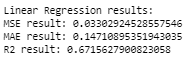 Linear Regression results:
MSE result: 0.03302924528557546
MAE result: 0.14710895351943035
R2 result: 0.6715627900823058